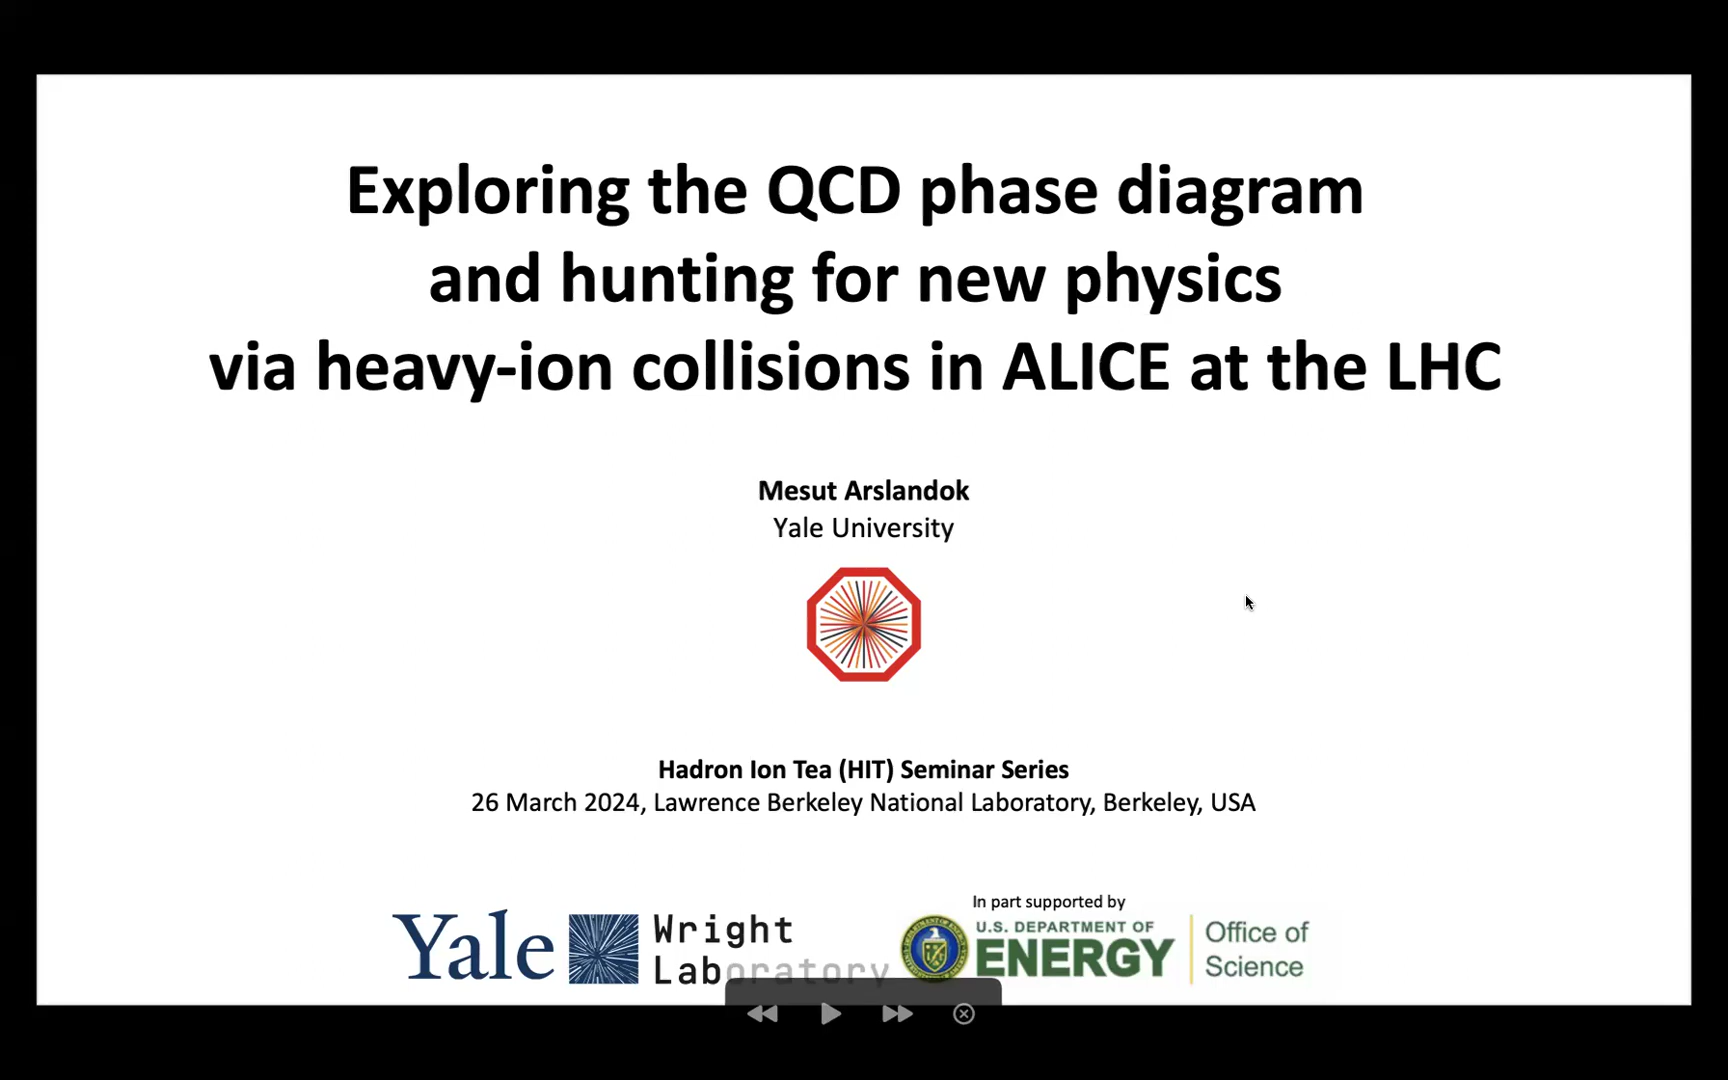 Exploring the QCD phase diagram
and hunting for new physics
via heavy-ion collisions in ALICE at the LHC
Mesut Arslandok
Yale University
Hadron Ion Tea (HIT) Seminar Series
26 March 2024, Lawrence Berkeley National Laboratory, Berkeley, USA
In part supported by
Yale
Wright
Laboratory
U.S. DEPARTMENT OF
ENERGY
Office of
Science